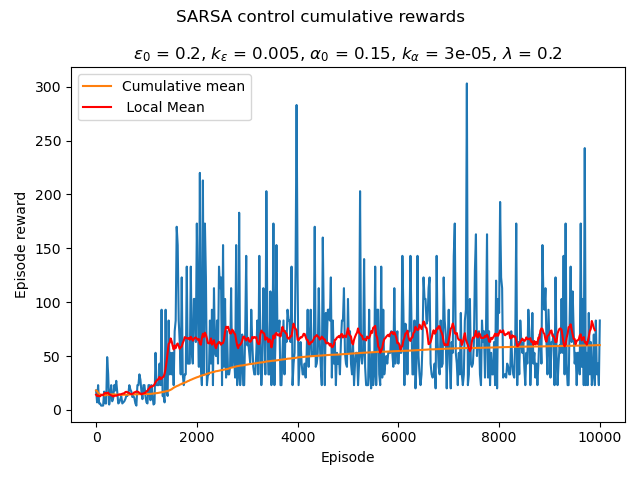 SARSA control cumulative rewards
ε₀ = 0.2, kε = 0.005, α₀ = 0.15, kα = 3e-05, λ = 0.2
Cumulative mean
Local Mean
Episode reward
300
250
200
150
100
50
0
0 2000 4000 6000 8000 10000
Episode